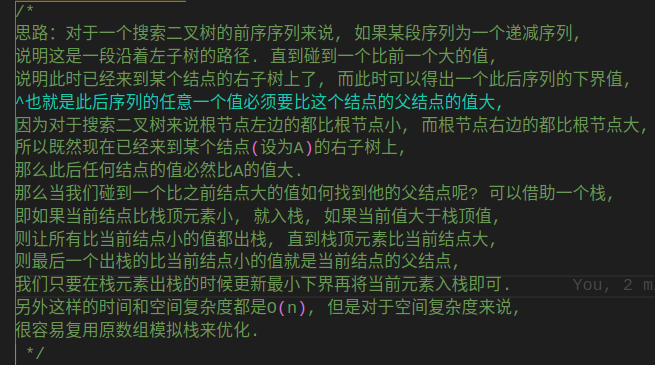 /*
思路: 对于一个搜索二叉树的前序序列来说, 如果某段序列为一个递减序列,
说明这是一段沿着左子树的路径. 直到碰到一个比前一个大的值,
说明此时已经来到某个结点的右子树上了, 而此时可以得出一个此后序列的下界值,
^也就是此后序列的任意一个值必须要比这个结点的父结点的值大,
因为对于搜索二叉树来说根节点左边的都比根节点小, 而根节点右边的都比根节点大,
所以既然现在已经来到某个结点(设为A)的右子树上,
那么此后任何结点的值必然比A的值大.
那么当我们碰到一个比之前结点大的值如何找到他的父结点呢? 可以借助一个栈,
即如果当前结点比栈顶元素小, 就入栈, 如果当前值大于栈顶值,
则让所有比当前结点小的值都出栈, 直到栈顶元素比当前结点大,
则最后一个出栈的比当前结点小的值就是当前结点的父结点,
我们只要在栈元素出栈的时候更新最小下界再将当前元素入栈即可. You, 2 m
另外这样的时间和空间复杂度都是O(n), 但是对于空间复杂度来说,
很容易复用原数组模拟栈来优化.
*/